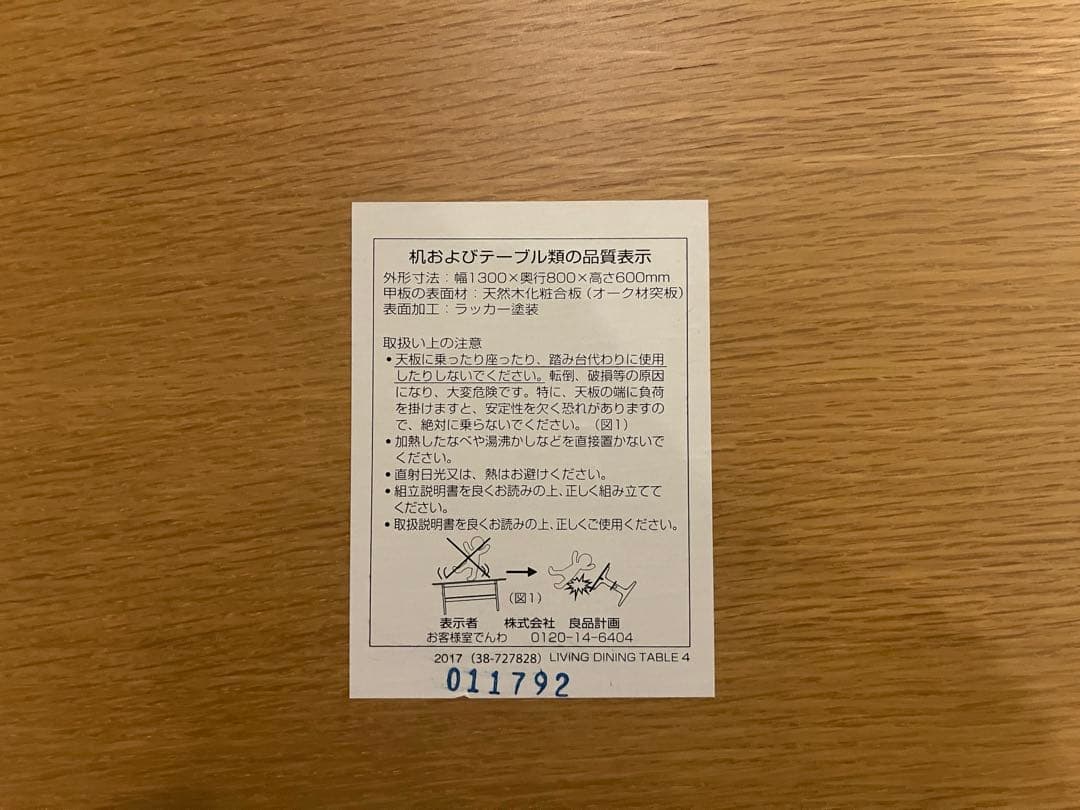 机およびテーブル類の品質表示
外形寸法：幅1300×奥行800×高さ600mm
甲板の表面材：天然木化粧合板（オーク材突板）
表面加工：ラッカー塗装
取扱い上の注意
●天板に乗ったり座ったり、踏み台代わりに使用
したりしないでください。転倒、破損等の原因
になり、大変危険です。特に、天板の端に負荷
を掛けますと、安定性を欠く恐れがありますの
で、絶対に乗らないでください。（図1）
●加熱したなべや湯沸かしなどを直接置かないで
ください。
●直射日光又は、熱はお避けください。
●組立説明書を良くお読みの上、正しく組み立てて
ください。
●取扱説明書を良くお読みの上、正しくご使用ください。
（図1）
表示者　株式会社　良品計画
お客様室でんわ　0120-14-6404
2017（38-727828）LIVING DINING TABLE 4
011792